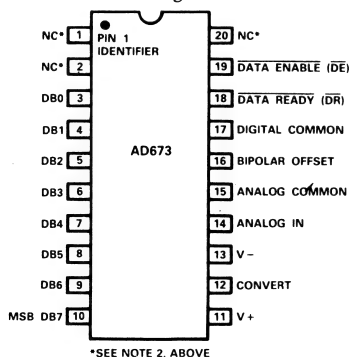 NC* 1 PIN 1 IDENTIFIER 20 NC*
NC* 2 19 DATA ENABLE (DE)
DB0 3 18 DATA READY (DR)
DB1 4 17 DIGITAL COMMON
DB2 5 AD673 16 BIPOLAR OFFSET
DB3 6 15 ANALOG COMMON
DB4 7 14 ANALOG IN
DB5 8 13 V-
DB6 9 12 CONVERT
MSB DB7 10 11 V+
*SEE NOTE 2, ABOVE